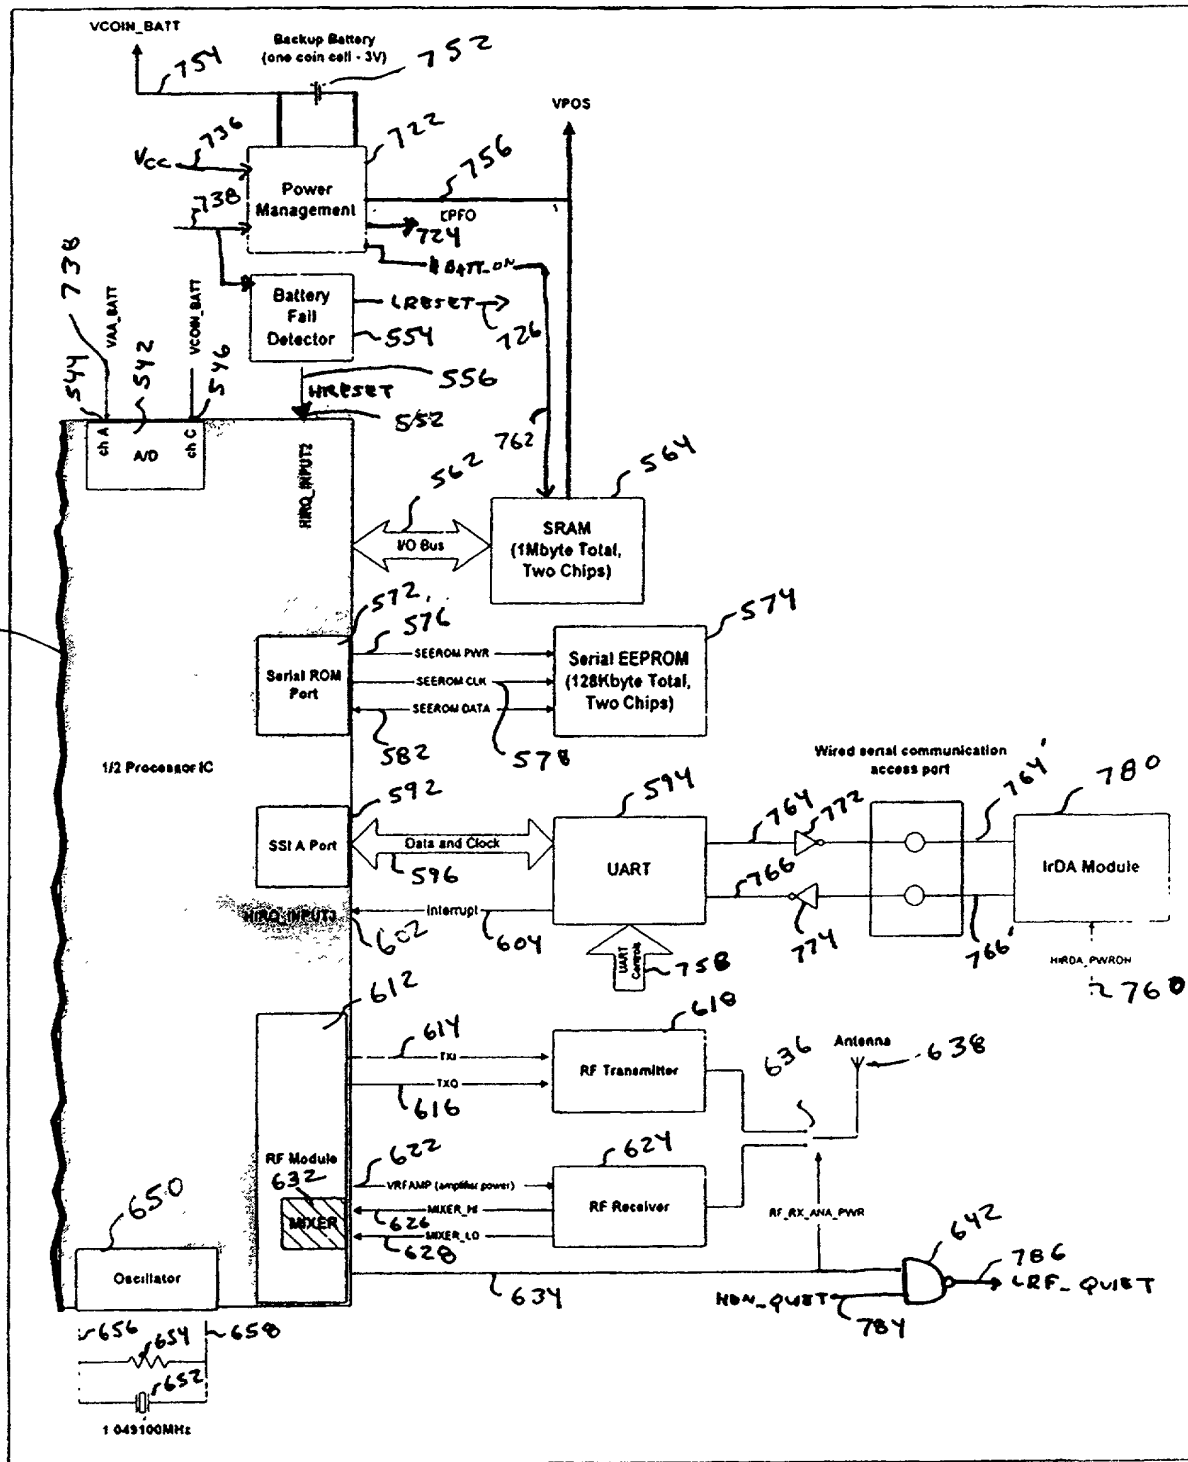 VCOIN_BATT
Backup Battery
(one coin cell - 3V)
752
754
VPOS
736
722
VCC
756
Power
Management
738
LPFO
724
BATT_ON
738
VAA_BATT
VCOIN_BATT
Battery
Fail
Detector
LRESET
726
554
544
542
546
556
HRESET
552
762
564
ch A
A/D
ch C
HIRQ_INPUT2
562
I/O Bus
SRAM
(1Mbyte Total,
Two Chips)
572
576
574
Serial ROM
Port
SEEROM PWR
SEEROM CLK
SEEROM DATA
Serial EEPROM
(128Kbyte Total,
Two Chips)
582
578
1/2 Processor IC
Wired serial communication
access port
592
594
764
772
764'
780
SSI A Port
Data and Clock
596
UART
766
IrDA Module
HIRQ_INPUT3
Interrupt
602
604
774
766'
UART
Controls
758
HIRDA_PWRDN
760
612
614
618
TXI
TXQ
616
RF Transmitter
636
Antenna
638
RF Module
622
624
632
VRFAMP (amplifier power)
MIXER
MIXER_HI
626
MIXER_LO
628
RF Receiver
RF_RX_ANA_PWR
650
642
786
Oscillator
634
HDN_QUIET
784
LRF_QUIET
656
654
658
652
1.049100MHz